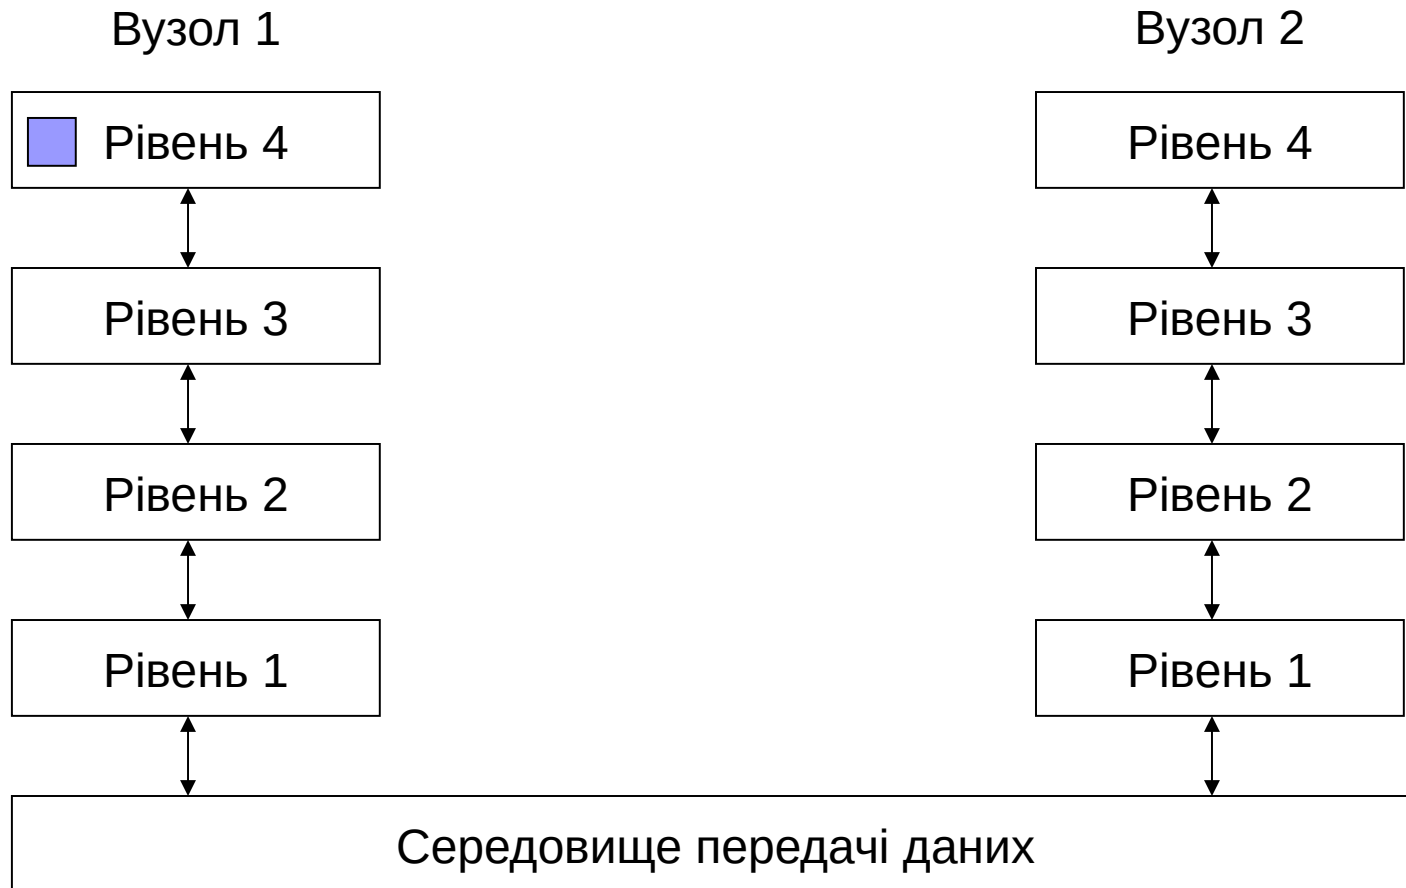 Вузол 1
Вузол 2
Рівень 4
Рівень 4
Рівень 3
Рівень 3
Рівень 2
Рівень 2
Рівень 1
Рівень 1
Середовище передачі даних